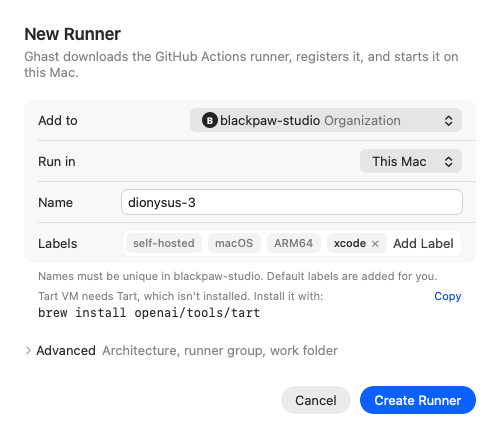 New Runner
Ghast downloads the GitHub Actions runner, registers it, and starts it on
this Mac.
Add to
B blackpaw-studio Organization
Run in
This Mac
Name
dionysus-3
Labels
self-hosted macOS ARM64 xcode × Add Label
Names must be unique in blackpaw-studio. Default labels are added for you.
Tart VM needs Tart, which isn't installed. Install it with:
Copy
brew install openai/tools/tart
Advanced Architecture, runner group, work folder
Cancel
Create Runner